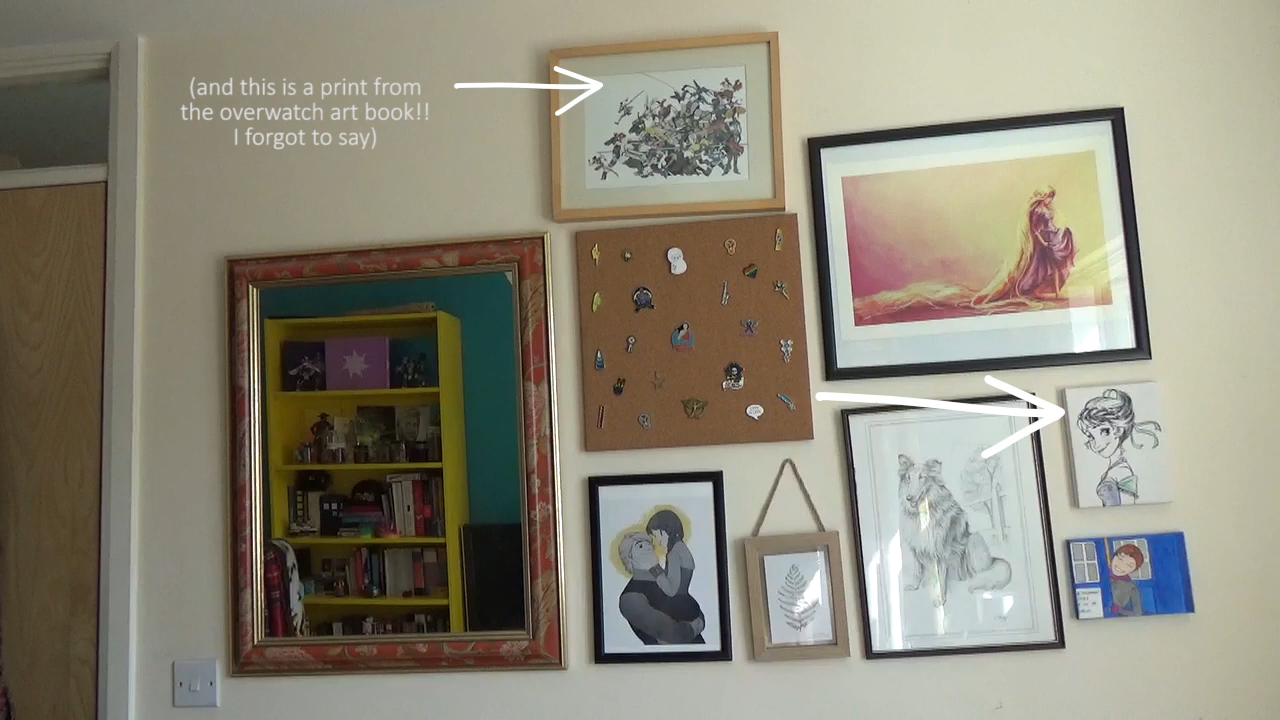 (and this is a print from
the overwatch art book!!
I forgot to say)